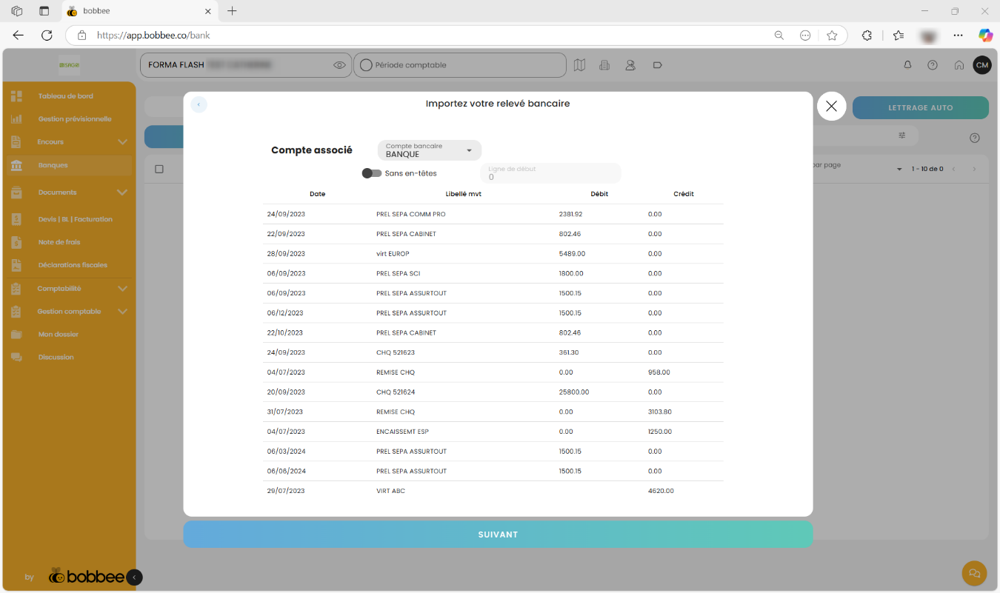 bobbee
https://app.bobbee.co/bank
FORMA FLASH
Période comptable
CM
Tableau de bord
Gestion prévisionnelle
Encours
Banques
Documents
Devis | BL | Facturation
Note de frais
Déclarations fiscales
Comptabilité
Gestion comptable
Mon dossier
Discussion
by bobbee
LETTRAGE AUTO
par page
1 - 10 de 0
Importez votre relevé bancaire
Compte associé
Compte bancaire
BANQUE
Sans en-têtes
Ligne de début
0
Date Libellé mvt Débit Crédit
24/09/2023 PREL SEPA COMM PRO 2381.92 0.00
22/09/2023 PREL SEPA CABINET 802.46 0.00
28/09/2023 virt EUROP 5489.00 0.00
06/09/2023 PREL SEPA SCI 1800.00 0.00
06/09/2023 PREL SEPA ASSURTOUT 1500.15 0.00
06/12/2023 PREL SEPA ASSURTOUT 1500.15 0.00
22/10/2023 PREL SEPA CABINET 802.46 0.00
24/09/2023 CHQ 521623 361.30 0.00
04/07/2023 REMISE CHQ 0.00 958.00
20/09/2023 CHQ 521624 25800.00 0.00
31/07/2023 REMISE CHQ 0.00 3103.80
04/07/2023 ENCAISSEMT ESP 0.00 1250.00
06/03/2024 PREL SEPA ASSURTOUT 1500.15 0.00
06/06/2024 PREL SEPA ASSURTOUT 1500.15 0.00
29/07/2023 VIRT ABC 4620.00
SUIVANT